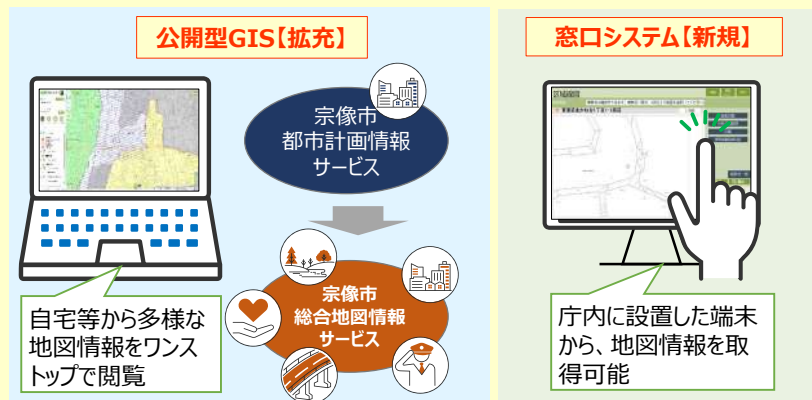 公開型GIS【拡充】
宗像市
都市計画情報
サービス
宗像市
総合地図情報
サービス
自宅等から多様な
地図情報をワンス
トップで閲覧
窓口システム【新規】
庁内に設置した端末
から、地図情報を取
得可能